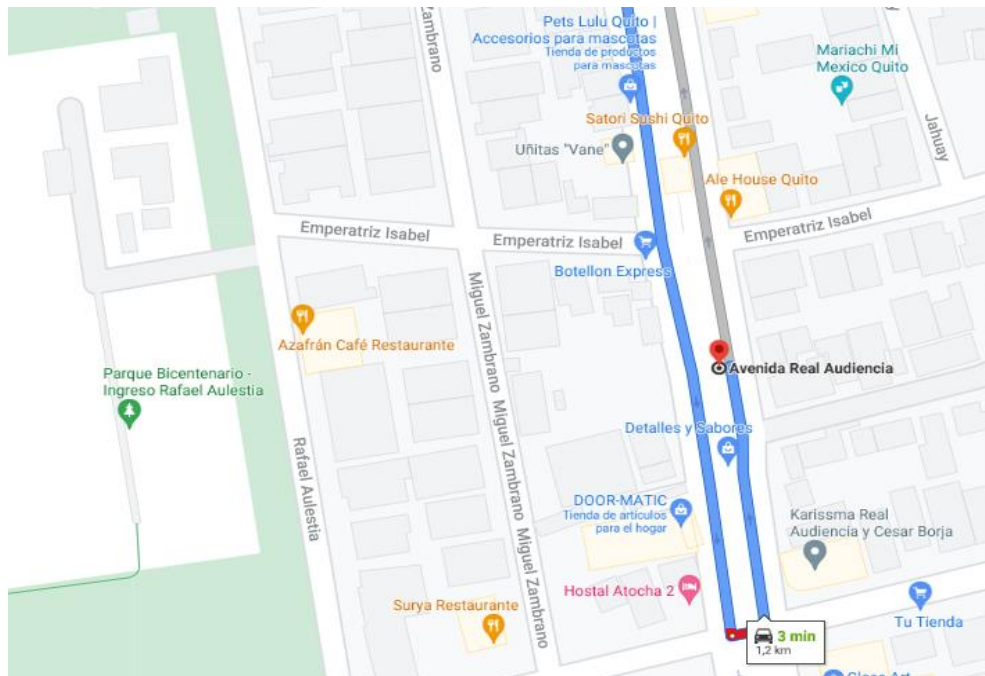 Pets Lulu Quito |
Accesorios para mascotas
Tienda de productos
para mascotas
Zambrano
Mariachi Mi
Mexico Quito
Satori Sushi Quito
Uñitas "Vane"
Jahuay
Ale House Quito
Emperatriz Isabel
Emperatriz Isabel
Emperatriz Isabel
Botellon Express
Miguel Zambrano
Miguel Zambrano
Miguel Zambrano
Azafrán Café Restaurante
Parque Bicentenario -
Ingreso Rafael Aulestia
Avenida Real Audiencia
Rafael Aulestia
Detalles y Sabores
DOOR-MATIC
Tienda de artículos
para el hogar
Karissma Real
Audiencia y Cesar Borja
Hostal Atocha 2
Surya Restaurante
Tu Tienda
3 min
1,2 km